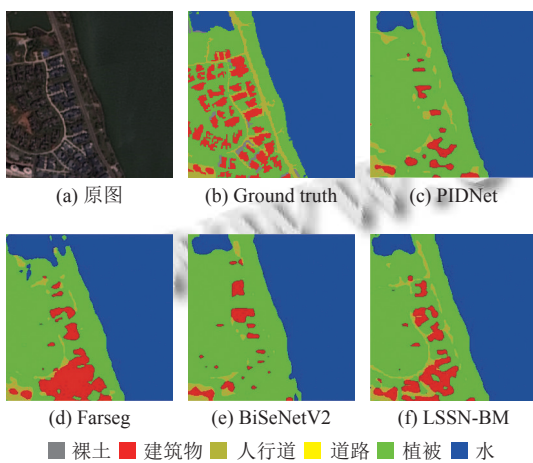 (a) 原图 (b) Ground truth (c) PIDNet
(d) Farseg (e) BiSeNetV2 (f) LSSN-BM
裸土 建筑物 人行道 道路 植被 水